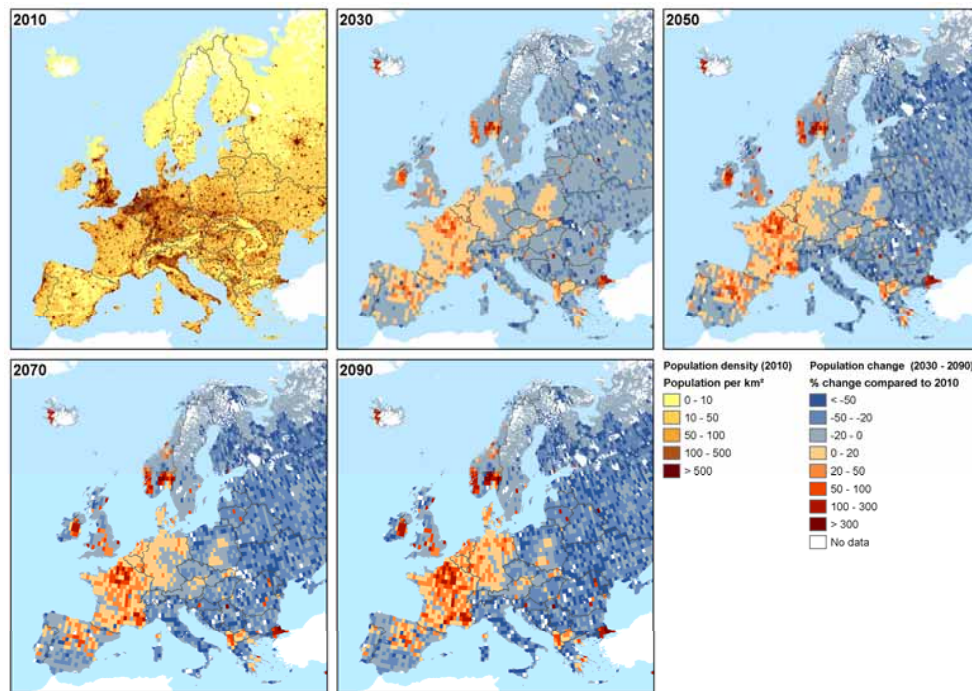 2010
2030
2050
2070
2090
Population density (2010)
Population per km²
0 - 10
10 - 50
50 - 100
100 - 500
> 500
Population change (2030 - 2090)
% change compared to 2010
< -50
-50 - -20
-20 - 0
0 - 20
20 - 50
50 - 100
100 - 300
> 300
No data